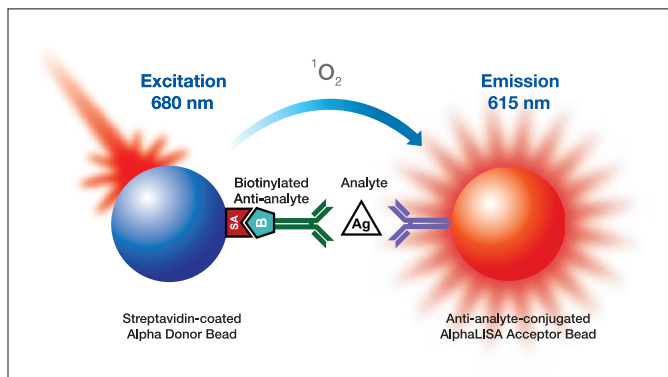 Excitation
680 nm
¹O₂
Emission
615 nm
Biotinylated
Anti-analyte
Analyte
SA
B
Ag
Streptavidin-coated
Alpha Donor Bead
Anti-analyte-conjugated
AlphaLISA Acceptor Bead